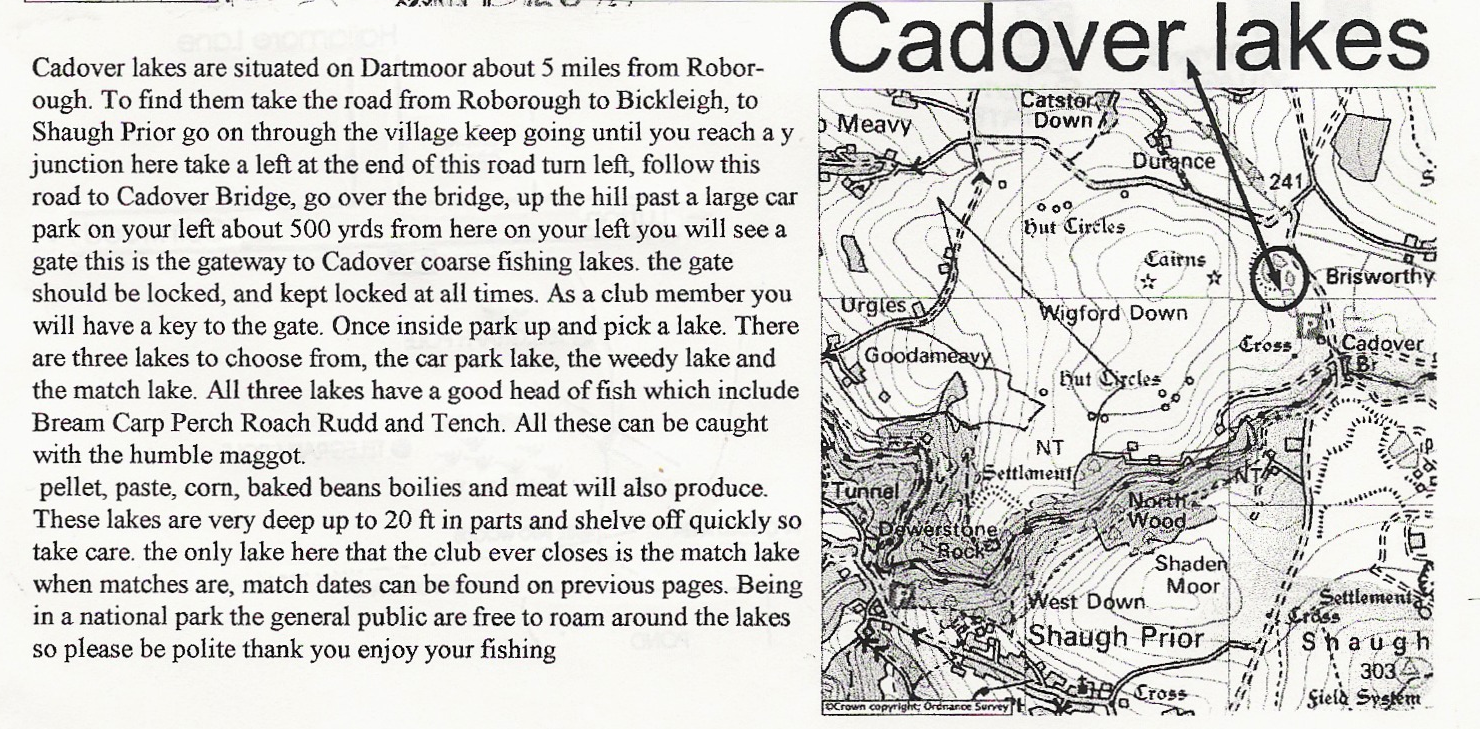 Cadover lakes
Cadover lakes are situated on Dartmoor about 5 miles from Robor-
ough. To find them take the road from Roborough to Bickleigh, to
Shaugh Prior go on through the village keep going until you reach a y
junction here take a left at the end of this road turn left, follow this
road to Cadover Bridge, go over the bridge, up the hill past a large car
park on your left about 500 yrds from here on your left you will see a
gate this is the gateway to Cadover coarse fishing lakes. the gate
should be locked, and kept locked at all times. As a club member you
will have a key to the gate. Once inside park up and pick a lake. There
are three lakes to choose from, the car park lake, the weedy lake and
the match lake. All three lakes have a good head of fish which include
Bream Carp Perch Roach Rudd and Tench. All these can be caught
with the humble maggot.
pellet, paste, corn, baked beans boilies and meat will also produce.
These lakes are very deep up to 20 ft in parts and shelve off quickly so
take care. the only lake here that the club ever closes is the match lake
when matches are, match dates can be found on previous pages. Being
in a national park the general public are free to roam around the lakes
so please be polite thank you enjoy your fishing
Catstor
Down
o Meavy
Durance
241
S
Hut Circles
Cairns
Brisworthy
Urgles
Wigford Down
Goodameavy
Cross
Cadover
Br
P
Hut Circles
NT
Settlment
NT
Tunnel
North
Wood
Dewerstone
Rock
Shaden
Moor
P
West Down
Settlement
Cross
Shaugh Prior
Shaugh
303
Cross
Field System
©Crown copyright; Ordnance Survey